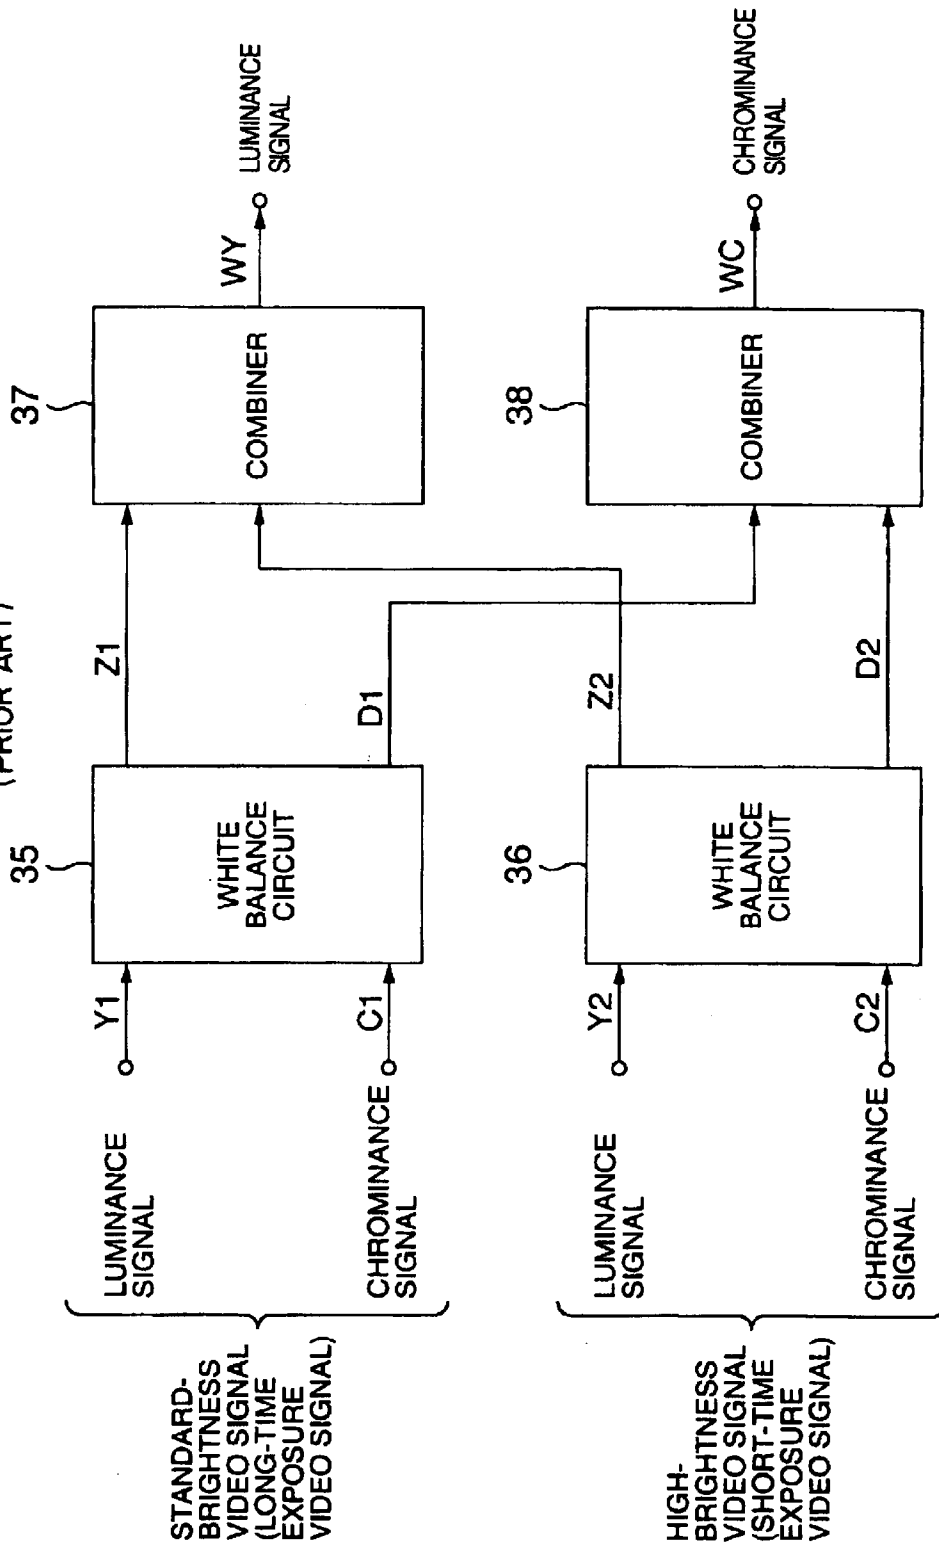 (PRIOR ART)
STANDARD-
BRIGHTNESS
VIDEO SIGNAL
(LONG-TIME
EXPOSURE
VIDEO SIGNAL)
LUMINANCE
SIGNAL
Y1
CHROMINANCE
SIGNAL
C1
35
WHITE
BALANCE
CIRCUIT
Z1
D1
37
COMBINER
WY
LUMINANCE
SIGNAL
HIGH-
BRIGHTNESS
VIDEO SIGNAL
(SHORT-TIME
EXPOSURE
VIDEO SIGNAL)
LUMINANCE
SIGNAL
Y2
CHROMINANCE
SIGNAL
C2
36
WHITE
BALANCE
CIRCUIT
Z2
D2
38
COMBINER
WC
CHROMINANCE
SIGNAL